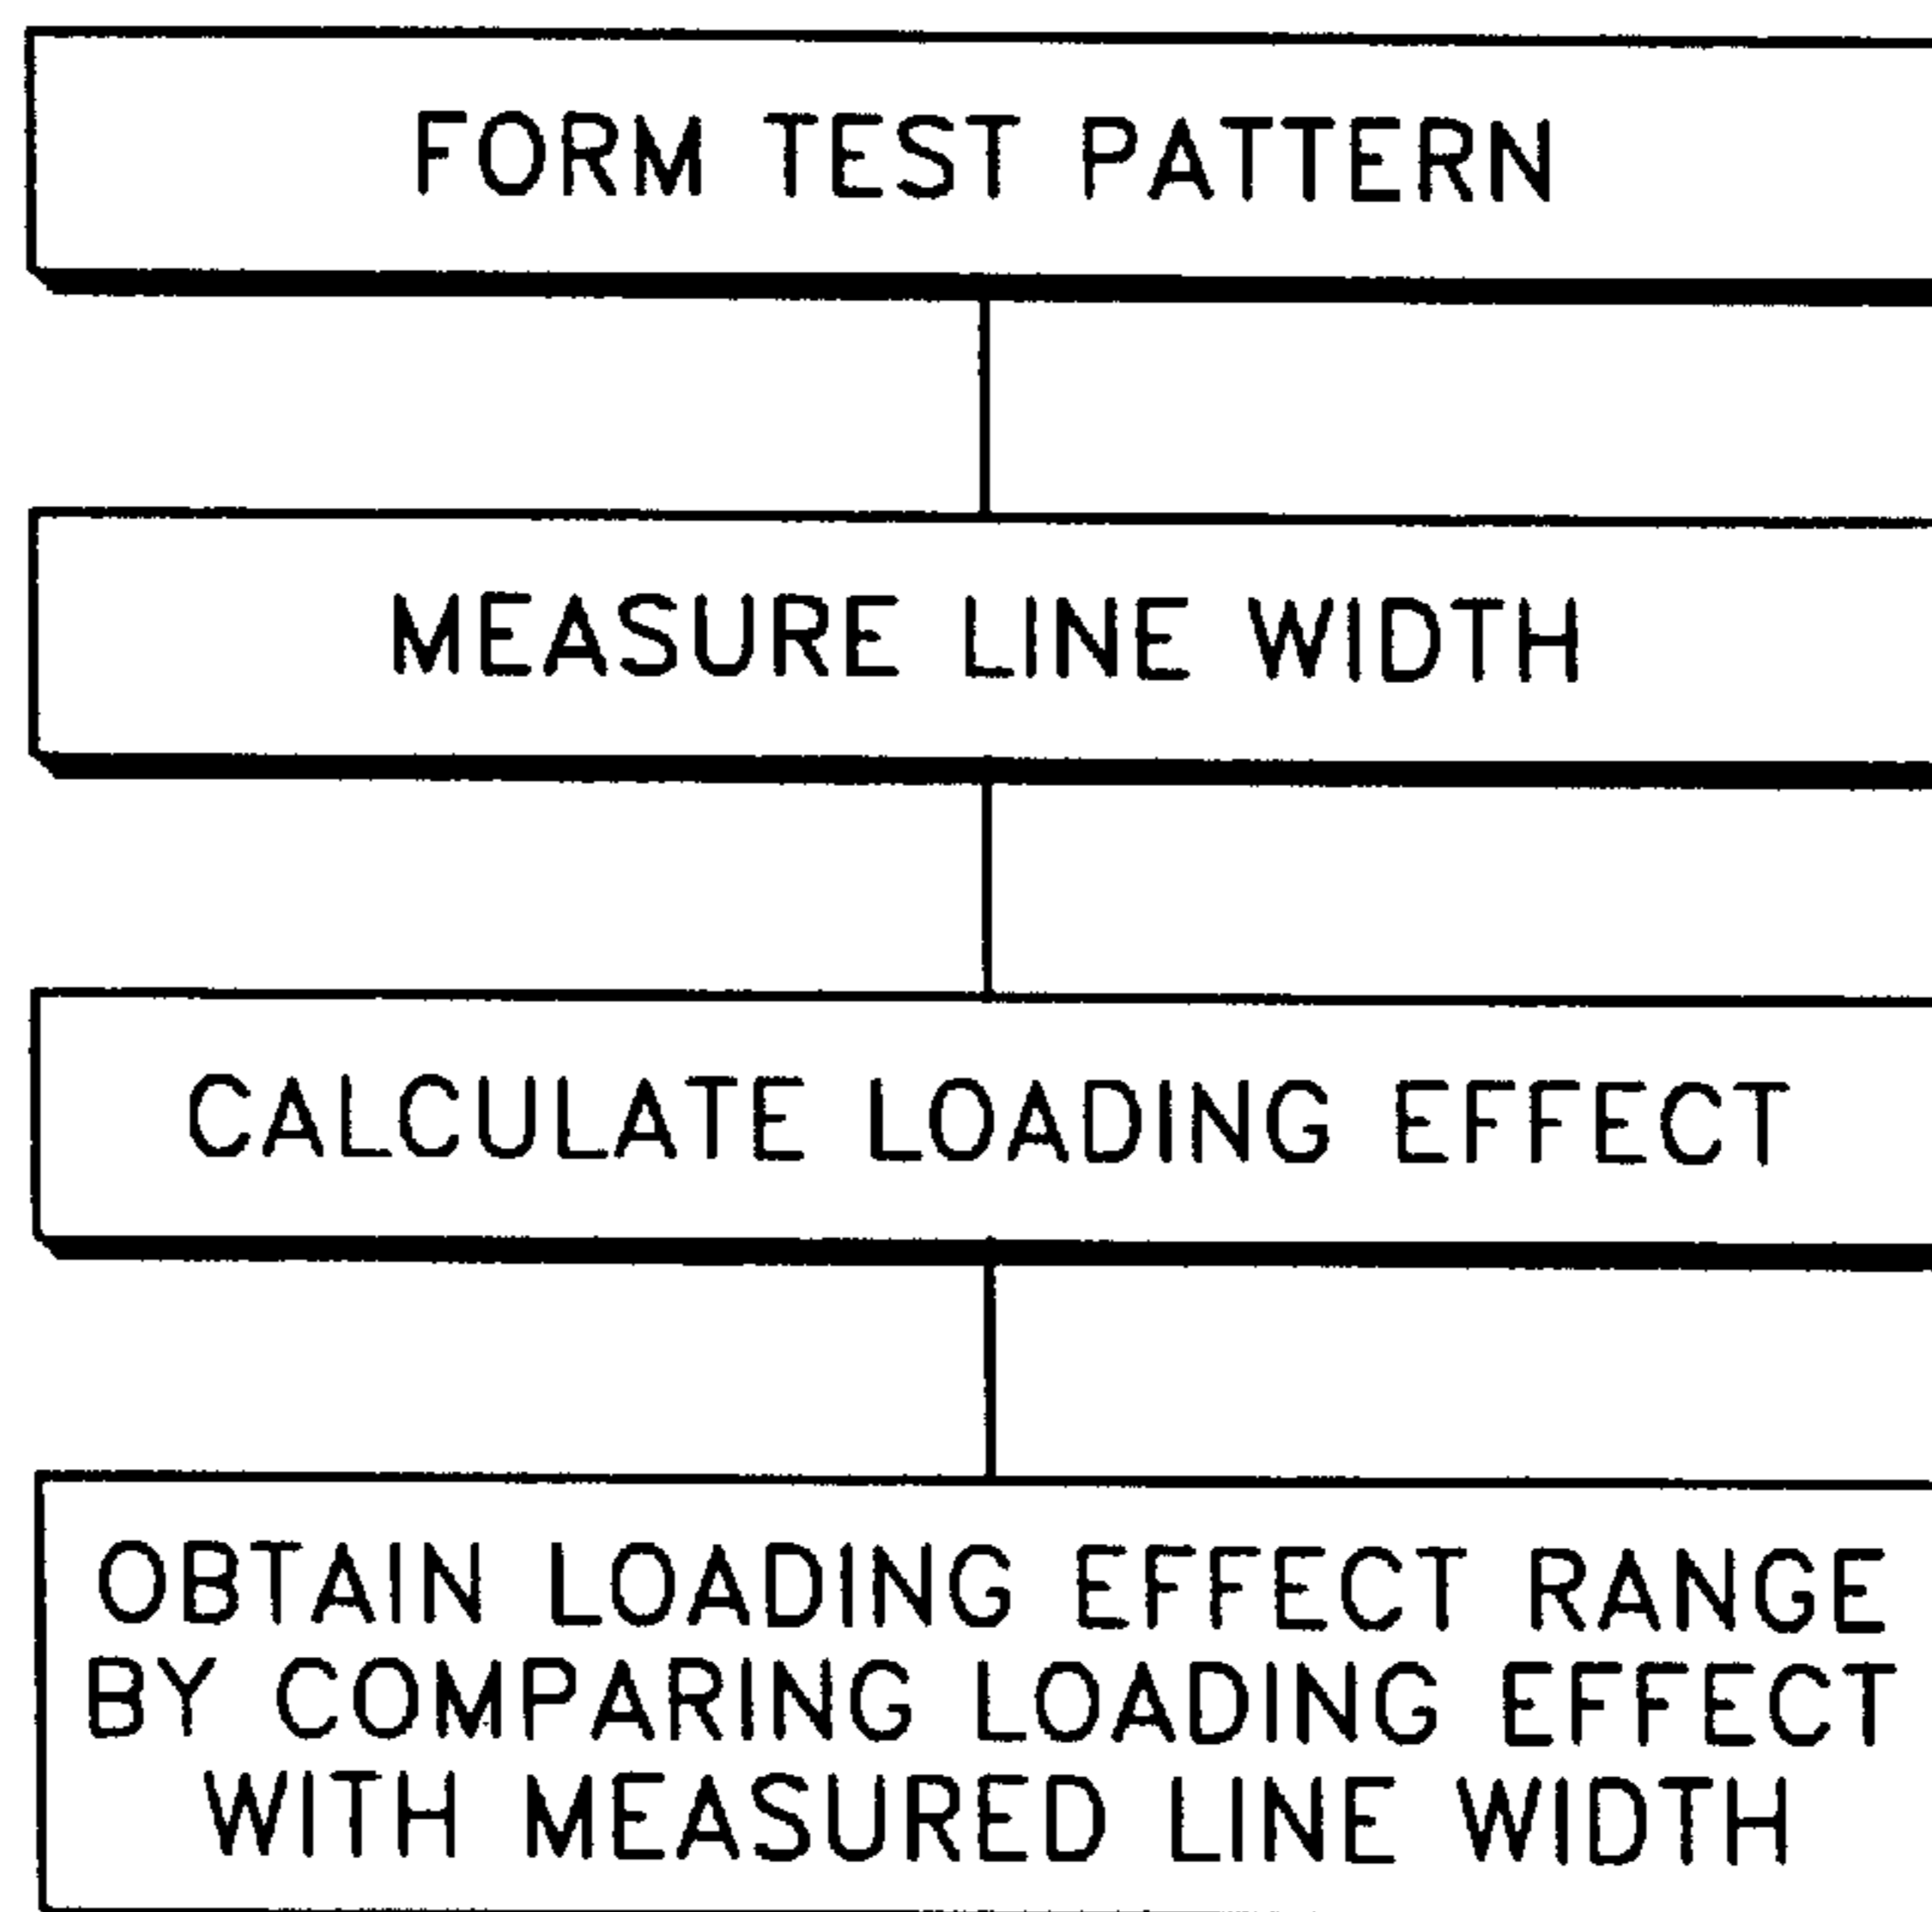 FORM TEST PATTERN
MEASURE LINE WIDTH
CALCULATE LOADING EFFECT
OBTAIN LOADING EFFECT RANGE
BY COMPARING LOADING EFFECT
WITH MEASURED LINE WIDTH